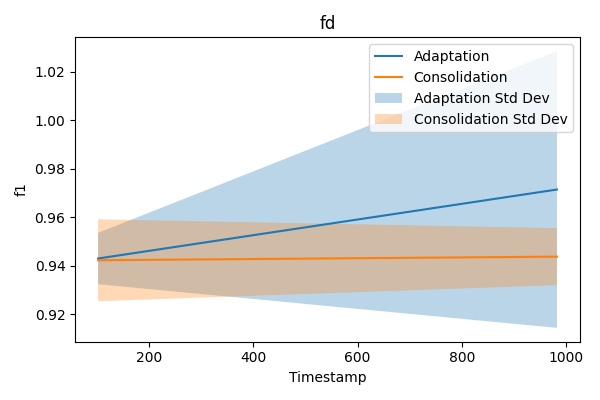 fd
Adaptation
Consolidation
Adaptation Std Dev
Consolidation Std Dev
f1
1.02
1.00
0.98
0.96
0.94
0.92
200
400
600
800
1000
Timestamp